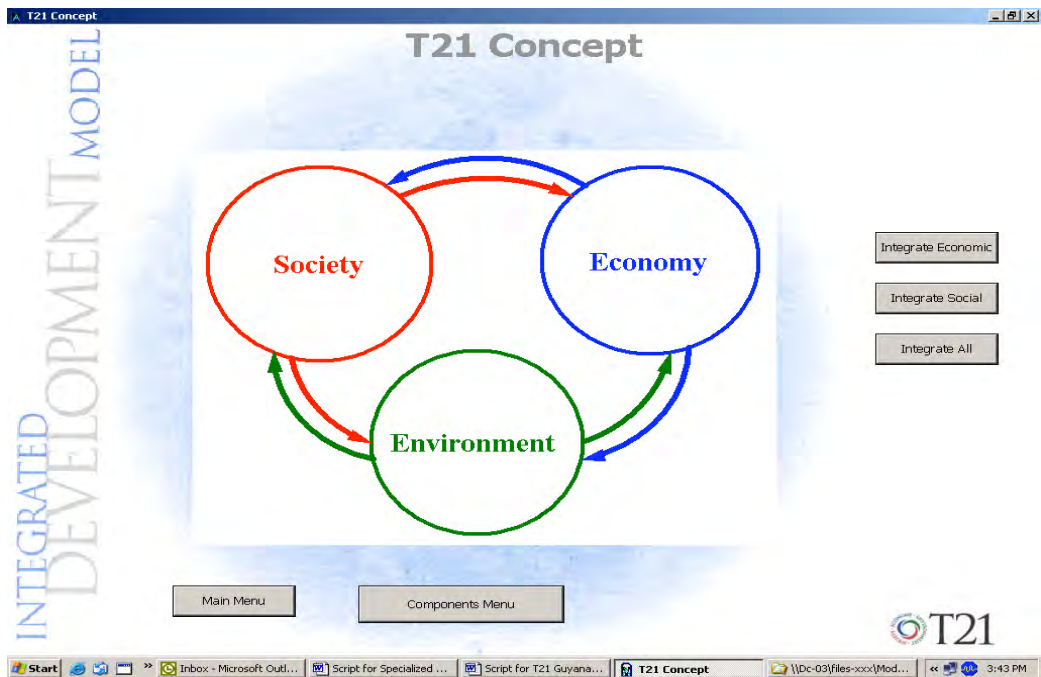 T21 Concept
T21 Concept
INTEGRATED
DEVELOPMENT
MODEL
Society
Economy
Environment
Integrate Economic
Integrate Social
Integrate All
Main Menu
Components Menu
T21
Start
»
Inbox - Microsoft Outl...
Script for Specialized ...
Script for T21 Guyana...
T21 Concept
\\Dc-03\files-xxx\Mod...
«
3:43 PM